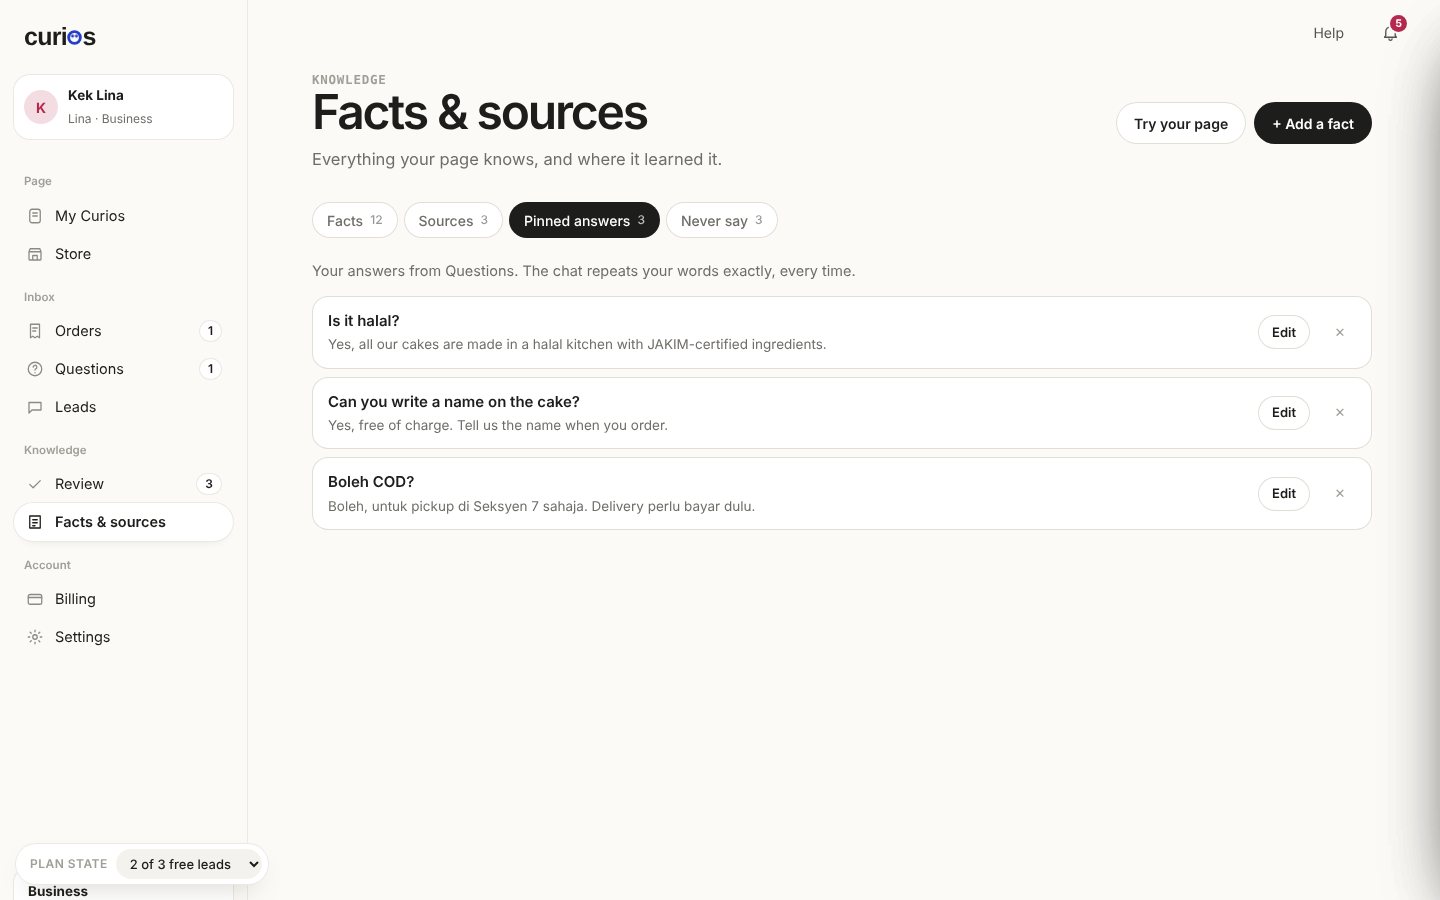 curios
K
Kek Lina
Lina · Business
Page
My Curios
Store
Inbox
Orders 1
Questions 1
Leads
Knowledge
Review 3
Facts & sources
Account
Billing
Settings
PLAN STATE 2 of 3 free leads
Business
Help 5
KNOWLEDGE
Facts & sources
Everything your page knows, and where it learned it.
Try your page + Add a fact
Facts 12 Sources 3 Pinned answers 3 Never say 3
Your answers from Questions. The chat repeats your words exactly, every time.
Is it halal?
Yes, all our cakes are made in a halal kitchen with JAKIM-certified ingredients.
Edit ×
Can you write a name on the cake?
Yes, free of charge. Tell us the name when you order.
Edit ×
Boleh COD?
Boleh, untuk pickup di Seksyen 7 sahaja. Delivery perlu bayar dulu.
Edit ×